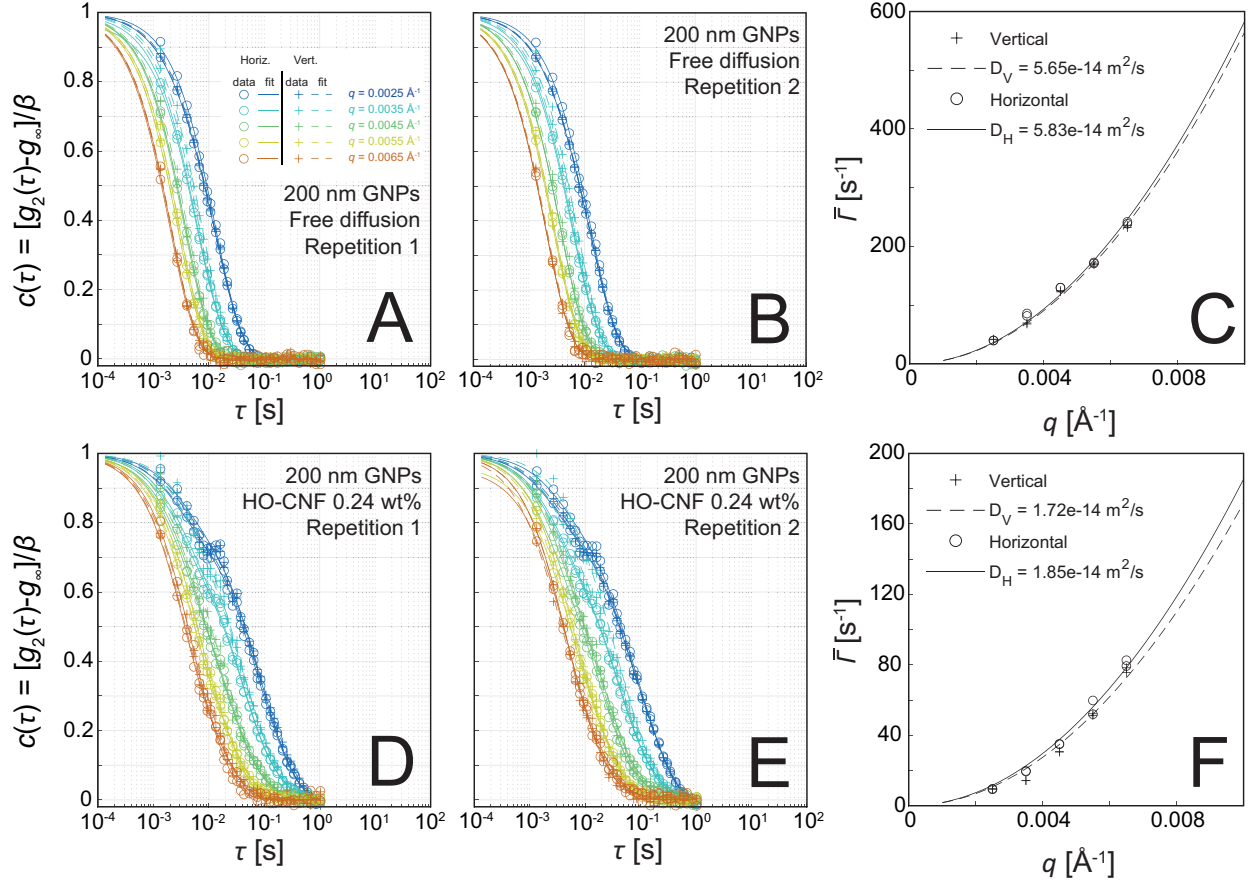 c(τ) = [g₂(τ)-g∞]/β
1
0.8
0.6
0.4
0.2
0
10⁻⁴ 10⁻³ 10⁻² 10⁻¹ 10⁰ 10¹ 10²
τ [s]
Horiz. Vert.
data fit data fit
q = 0.0025 Å⁻¹
q = 0.0035 Å⁻¹
q = 0.0045 Å⁻¹
q = 0.0055 Å⁻¹
q = 0.0065 Å⁻¹
200 nm GNPs
Free diffusion
Repetition 1
A
200 nm GNPs
Free diffusion
Repetition 2
B
10⁻⁴ 10⁻³ 10⁻² 10⁻¹ 10⁰ 10¹ 10²
τ [s]
Γ̄ [s⁻¹]
600
400
200
0
Vertical
D_V = 5.65e-14 m²/s
Horizontal
D_H = 5.83e-14 m²/s
C
0 0.004 0.008
q [Å⁻¹]
c(τ) = [g₂(τ)-g∞]/β
1
0.8
0.6
0.4
0.2
0
200 nm GNPs
HO-CNF 0.24 wt%
Repetition 1
D
10⁻⁴ 10⁻³ 10⁻² 10⁻¹ 10⁰ 10¹ 10²
τ [s]
200 nm GNPs
HO-CNF 0.24 wt%
Repetition 2
E
10⁻⁴ 10⁻³ 10⁻² 10⁻¹ 10⁰ 10¹ 10²
τ [s]
Γ̄ [s⁻¹]
200
160
120
80
40
0
Vertical
D_V = 1.72e-14 m²/s
Horizontal
D_H = 1.85e-14 m²/s
F
0 0.004 0.008
q [Å⁻¹]